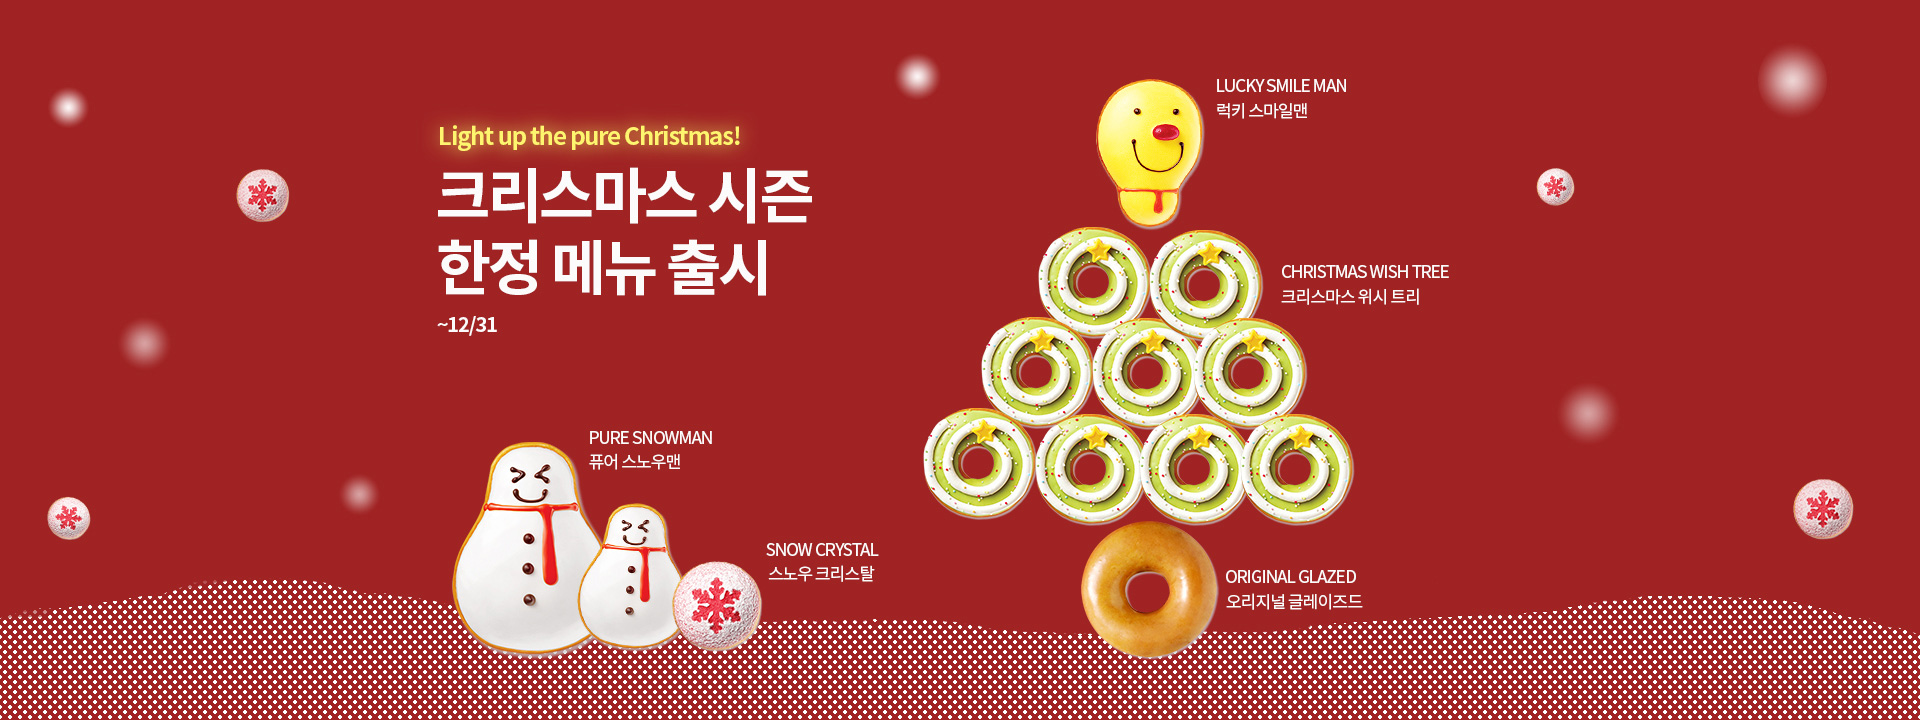 Light up the pure Christmas!
크리스마스 시즌
한정 메뉴 출시
~12/31
LUCKY SMILE MAN
럭키 스마일맨
CHRISTMAS WISH TREE
크리스마스 위시 트리
PURE SNOWMAN
퓨어 스노우맨
SNOW CRYSTAL
스노우 크리스탈
ORIGINAL GLAZED
오리지널 글레이즈드